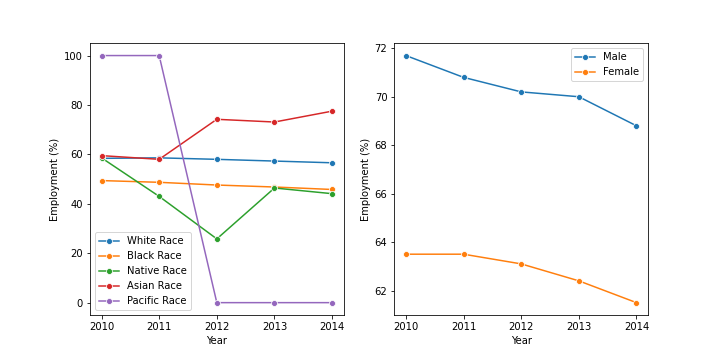 100
80
60
40
20
0
Employment (%)
2010 2011 2012 2013 2014
Year
White Race
Black Race
Native Race
Asian Race
Pacific Race
72
70
68
66
64
62
Employment (%)
2010 2011 2012 2013 2014
Year
Male
Female